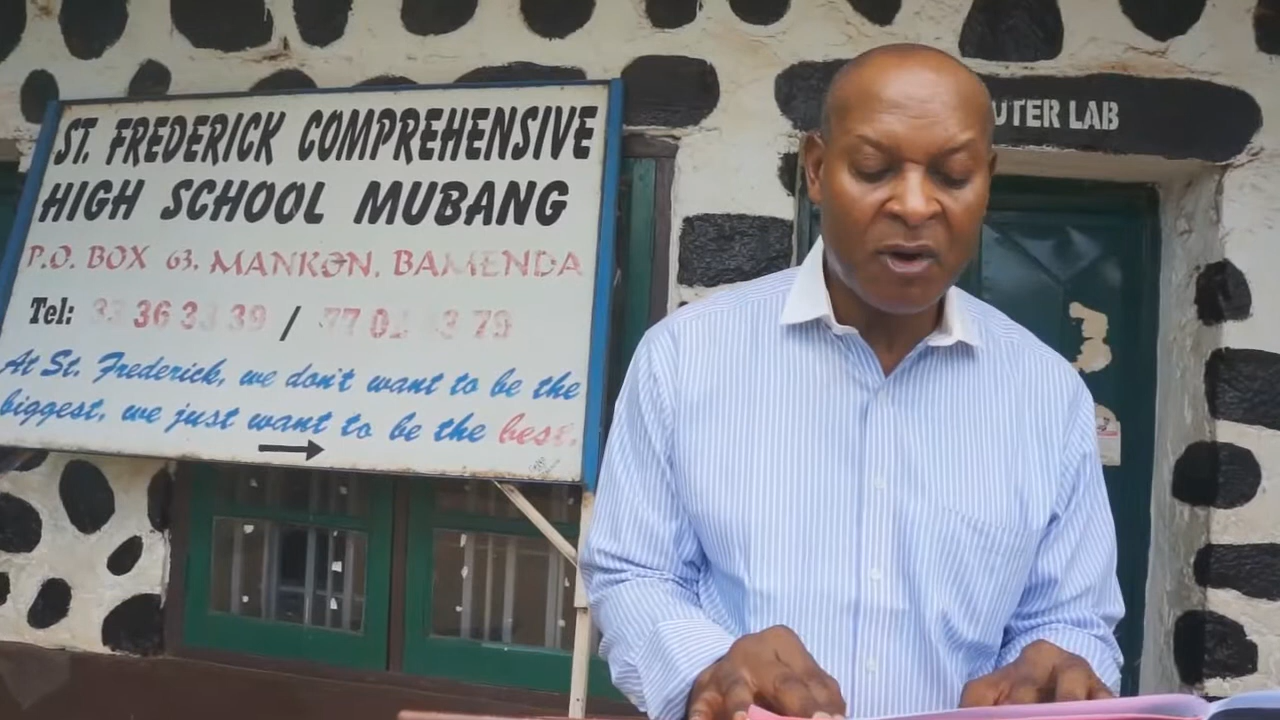 ST. FREDERICK COMPREHENSIVE
HIGH SCHOOL MUBANG
P.O. BOX 63, MANKON, BAMENDA
Tel: 39 /
At St. Frederick, we don't want to be the
biggest, we just want to be the best.
UTER LAB